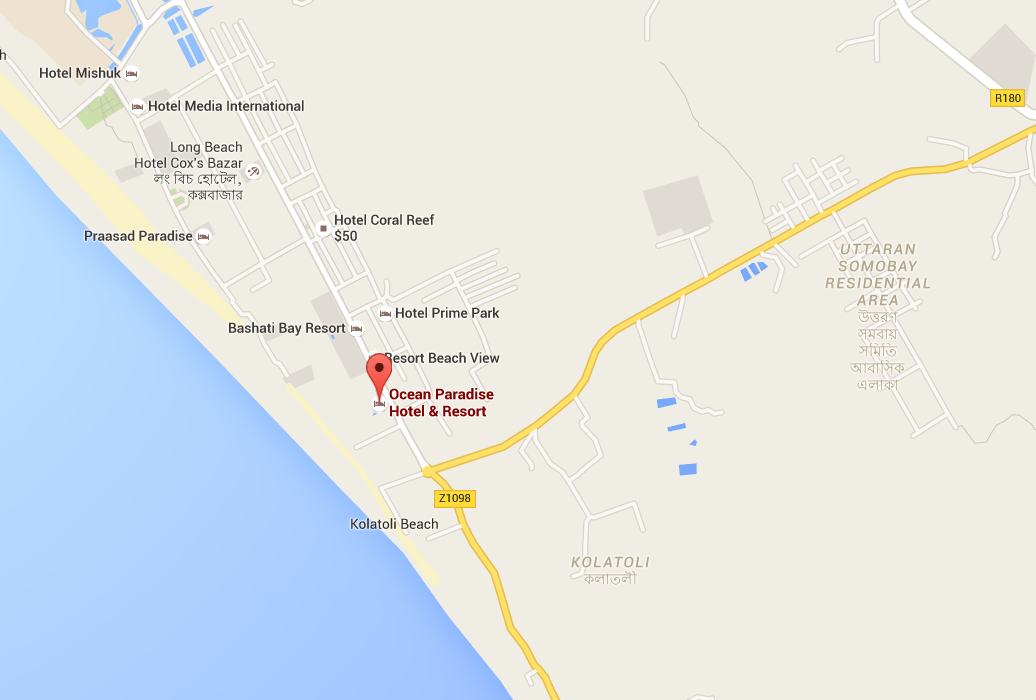 h
Hotel Mishuk
Hotel Media International
R180
Long Beach
Hotel Cox's Bazar
লং বিচ হোটেল,
কক্সবাজার
Hotel Coral Reef
$50
Praasad Paradise
UTTARAN
SOMOBAY
RESIDENTIAL
AREA
উত্তরণ
সমবায়
সমিতি
আবাসিক
এলাকা
Hotel Prime Park
Bashati Bay Resort
Resort Beach View
Ocean Paradise
Hotel & Resort
Z1098
Kolatoli Beach
KOLATOLI
কলাতলী